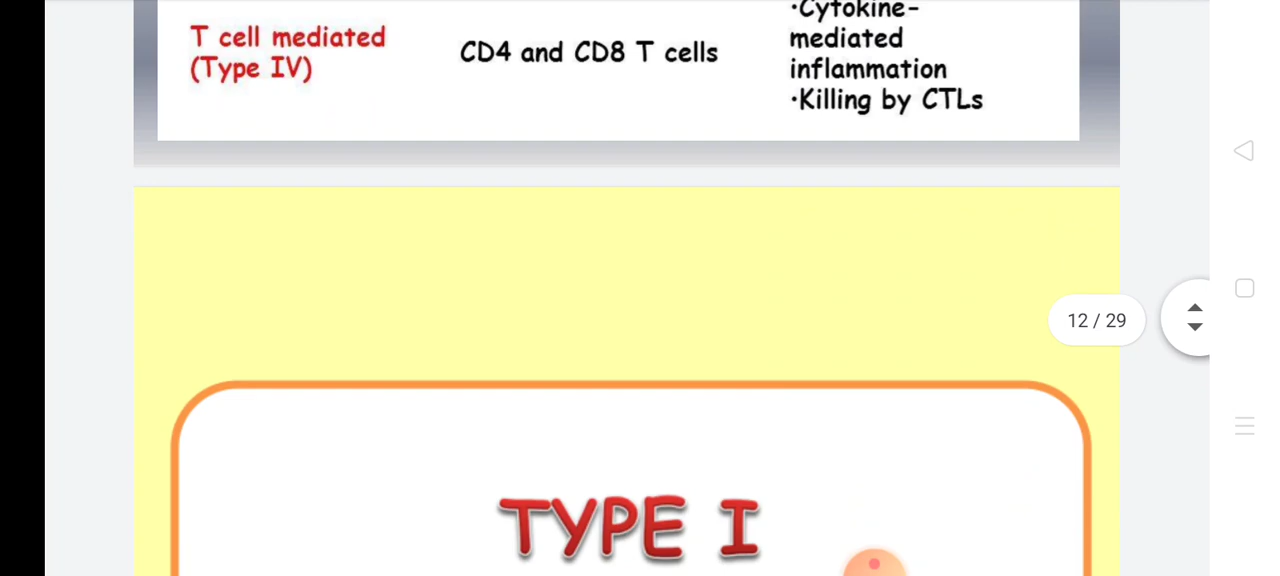 ·Cytokine-
T cell mediated
(Type IV)
CD4 and CD8 T cells
mediated
inflammation
·Killing by CTLs
12 / 29
TYPE I